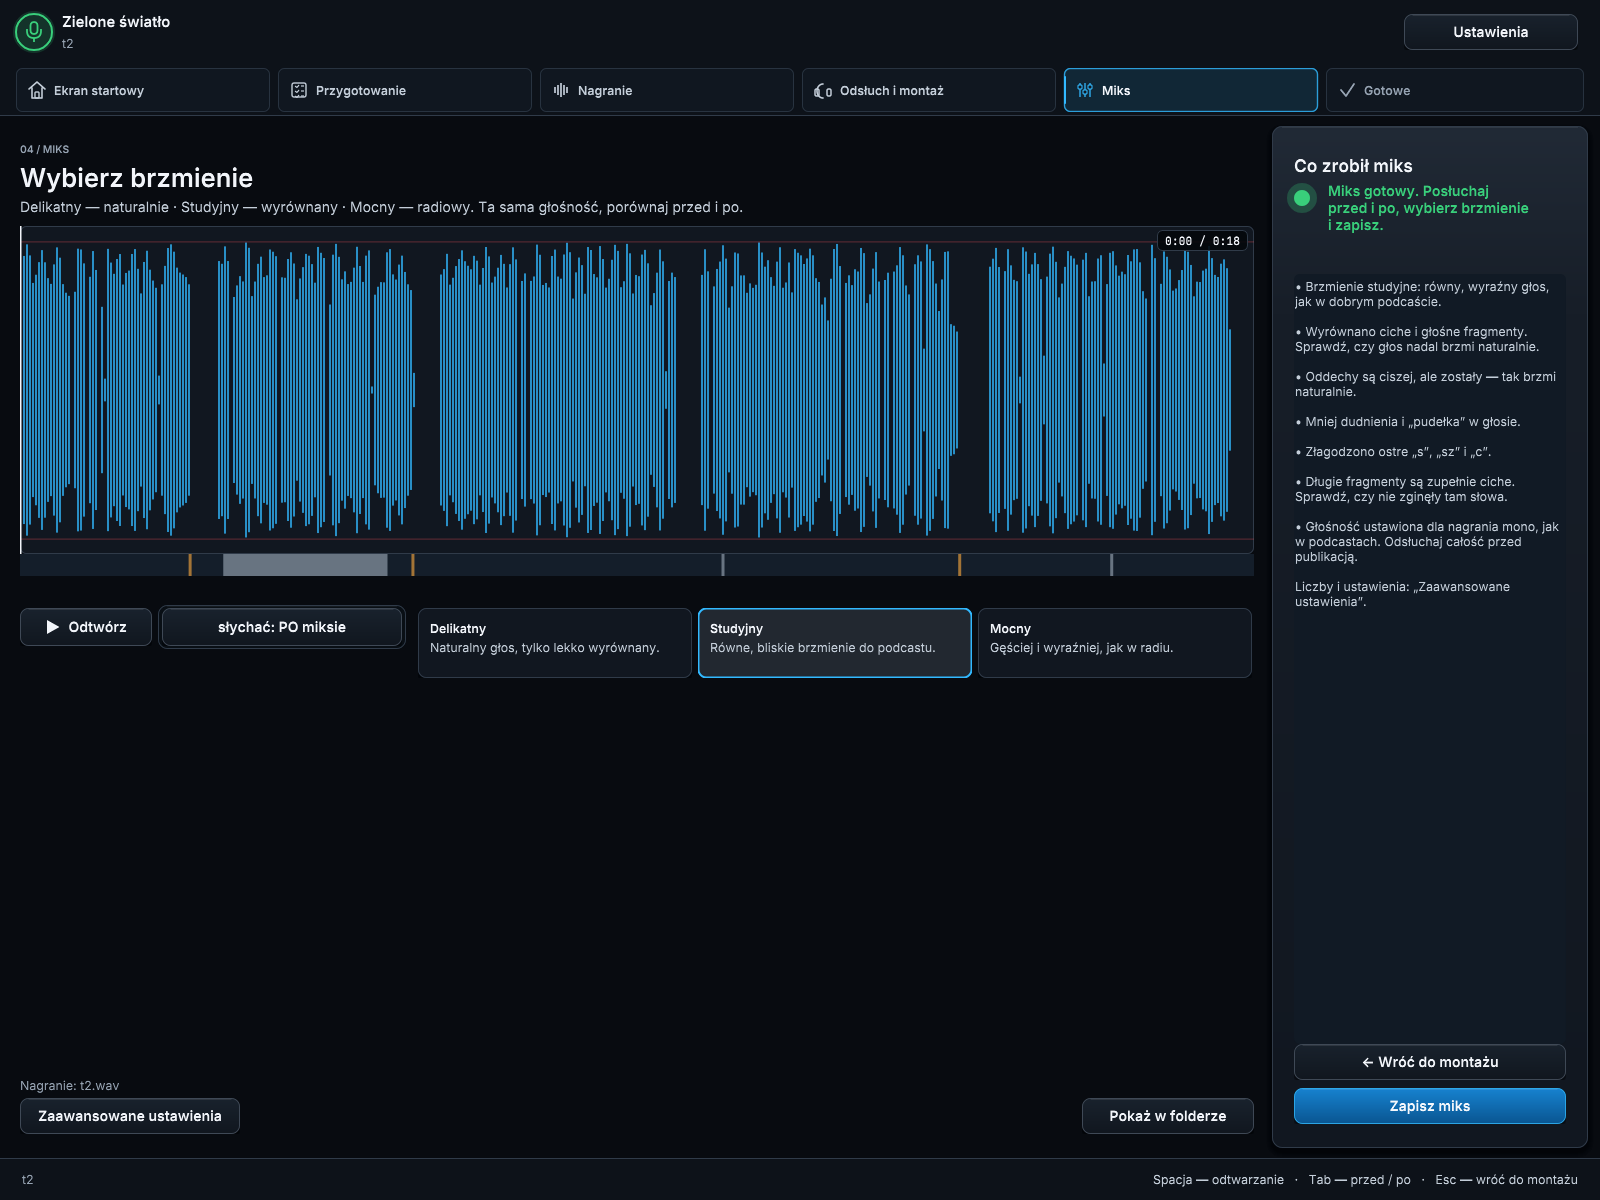 Zielone światło
t2
Ustawienia
Ekran startowy
Przygotowanie
Nagranie
Odsłuch i montaż
Miks
Gotowe
04 / MIKS
Wybierz brzmienie
Delikatny — naturalnie · Studyjny — wyrównany · Mocny — radiowy. Ta sama głośność, porównaj przed i po.
0:00 / 0:18
Odtwórz
słychać: PO miksie
Delikatny
Naturalny głos, tylko lekko wyrównany.
Studyjny
Równe, bliskie brzmienie do podcastu.
Mocny
Gęściej i wyraźniej, jak w radiu.
Nagranie: t2.wav
Zaawansowane ustawienia
Pokaż w folderze
Co zrobił miks
Miks gotowy. Posłuchaj
przed i po, wybierz brzmienie
i zapisz.
• Brzmienie studyjne: równy, wyraźny głos,
jak w dobrym podcaście.
• Wyrównano ciche i głośne fragmenty.
Sprawdź, czy głos nadal brzmi naturalnie.
• Oddechy są ciszej, ale zostały — tak brzmi
naturalnie.
• Mniej dudnienia i „pudełka” w głosie.
• Złagodzono ostre „s”, „sz” i „c”.
• Długie fragmenty są zupełnie ciche.
Sprawdź, czy nie zginęły tam słowa.
• Głośność ustawiona dla nagrania mono, jak
w podcastach. Odsłuchaj całość przed
publikacją.
Liczby i ustawienia: „Zaawansowane
ustawienia”.
← Wróć do montażu
Zapisz miks
t2
Spacja — odtwarzanie · Tab — przed / po · Esc — wróć do montażu